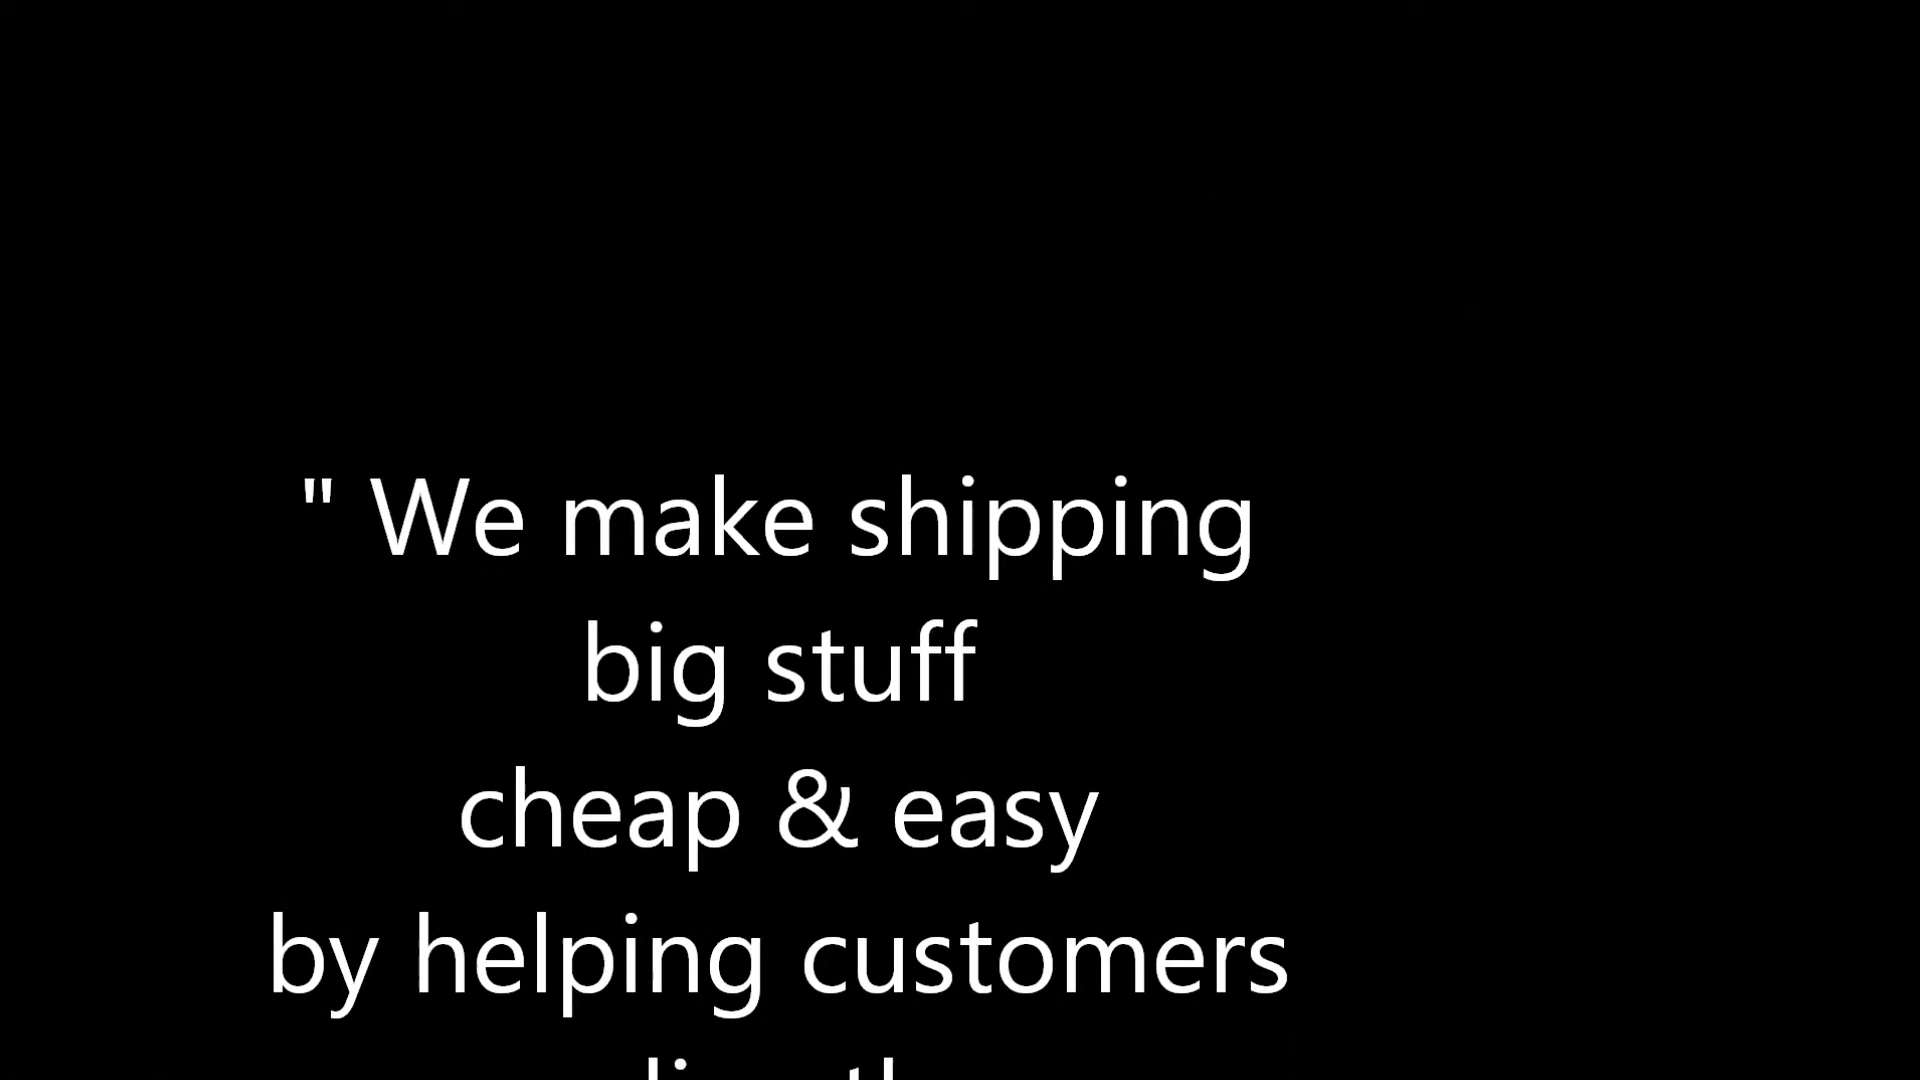 " We make shipping
big stuff
cheap & easy
by helping customers